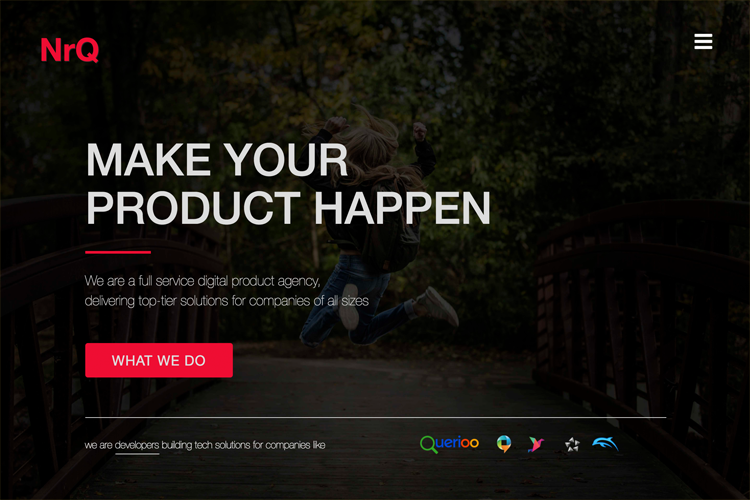 NrQ
MAKE YOUR
PRODUCT HAPPEN
We are a full service digital product agency,
delivering top-tier solutions for companies of all sizes
WHAT WE DO
we are developers building tech solutions for companies like
Querioo